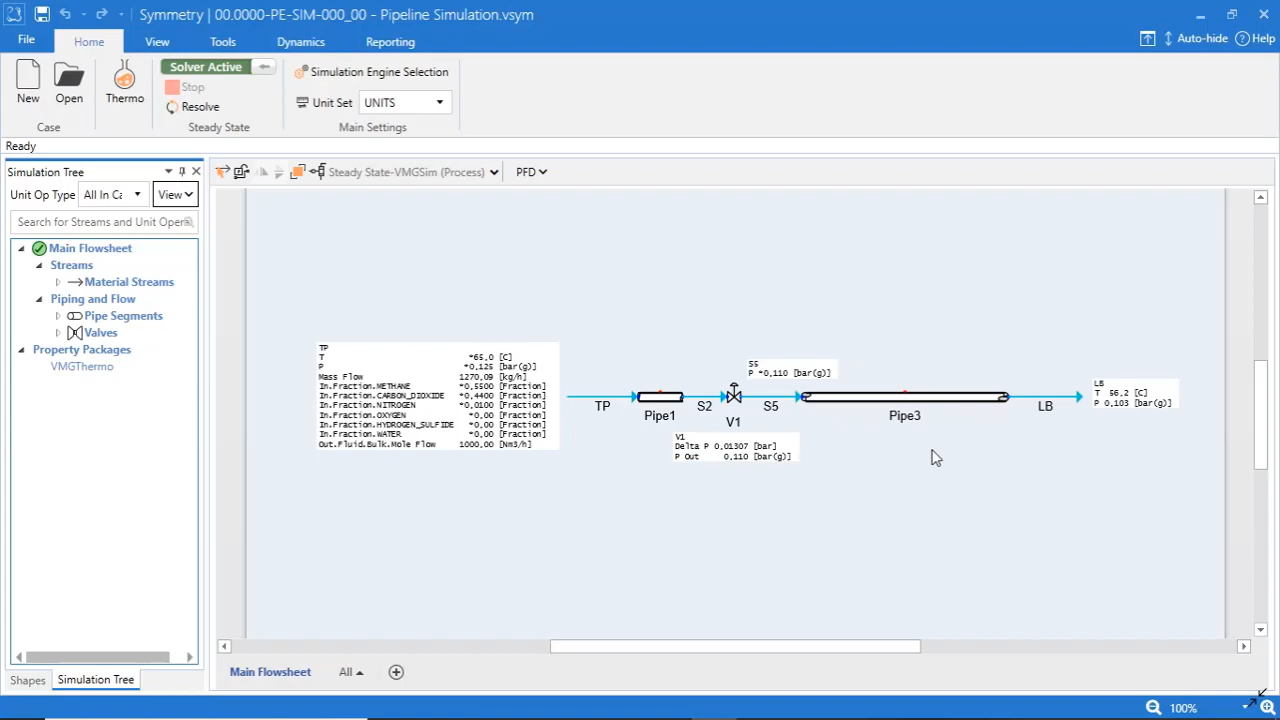 Symmetry | 00.0000-PE-SIM-000_00 - Pipeline Simulation.vsym
File Home View Tools Dynamics Reporting Auto-hide Help
Solver Active
New Open Thermo
Stop
Resolve
Simulation Engine Selection
Unit Set UNITS
Case Steady State Main Settings
Ready
Simulation Tree
Unit Op Type All In Ca View
Search for Streams and Unit Opera
Main Flowsheet
Streams
Material Streams
Piping and Flow
Pipe Segments
Valves
Property Packages
VMGThermo
Shapes Simulation Tree
Steady State-VMGSim (Process) PFD
TP
T *65,0 [C]
P *0,125 [bar(g)]
Mass Flow 1270,09 [kg/h]
In.Fraction.METHANE *0,5500 [Fraction]
In.Fraction.CARBON_DIOXIDE *0,4400 [Fraction]
In.Fraction.NITROGEN *0,0100 [Fraction]
In.Fraction.OXYGEN *0,00 [Fraction]
In.Fraction.HYDROGEN_SULFIDE *0,00 [Fraction]
In.Fraction.WATER *0,00 [Fraction]
Out.Fluid.Bulk.Mole Flow 1000,00 [Nm3/h]
TP
Pipe1
S2
V1
S5
P *0,110 [bar(g)]
S5
Pipe3
LB
LB
T 56,2 [C]
P 0,103 [bar(g)]
V1
Delta P 0,01307 [bar]
P Out 0,110 [bar(g)]
Main Flowsheet All
100%